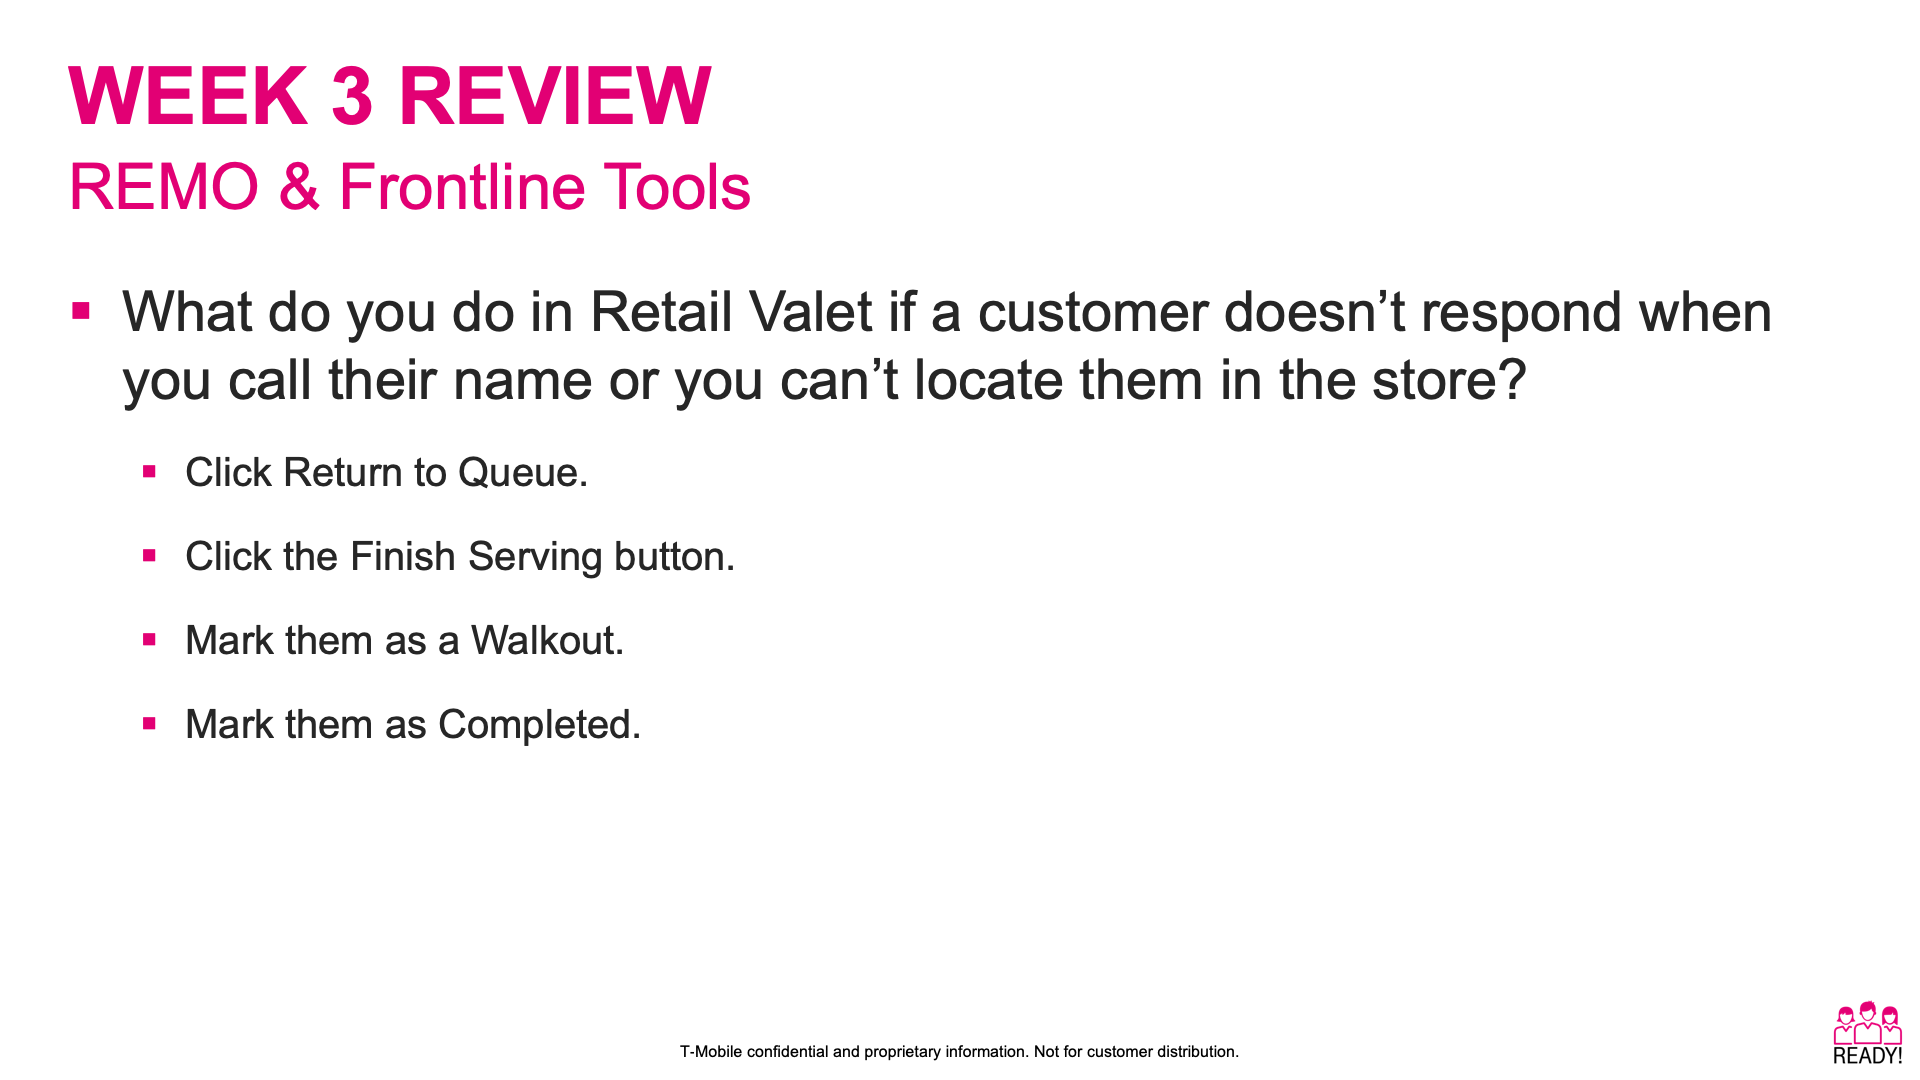 WEEK 3 REVIEW
REMO & Frontline Tools
What do you do in Retail Valet if a customer doesn’t respond when
you call their name or you can’t locate them in the store?
Click Return to Queue.
Click the Finish Serving button.
Mark them as a Walkout.
Mark them as Completed.
T-Mobile confidential and proprietary information. Not for customer distribution.
READY!